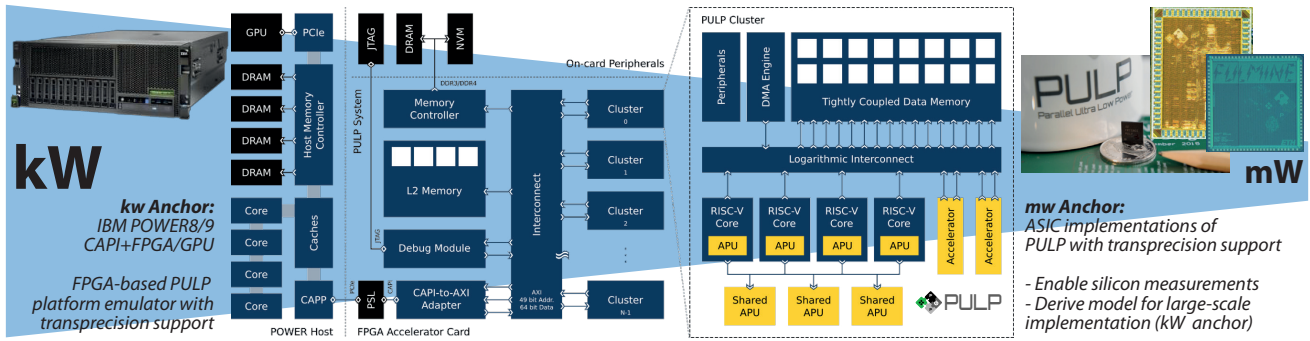 kW
kw Anchor:
IBM POWER8/9
CAPI+FPGA/GPU
FPGA-based PULP
platform emulator with
transprecision support
GPU
PCIe
DRAM
DRAM
DRAM
DRAM
Host Memory
Controller
Core
Core
Core
Core
Caches
CAPP
POWER Host
PULP System
JTAG
DRAM
NVM
On-card Peripherals
DDR3/DDR4
Memory
Controller
L2 Memory
JTAG
Debug Module
PCIe
PSL
CAPI
CAPI-to-AXI
Adapter
FPGA Accelerator Card
Interconnect
AXI
49 bit Addr.
64 bit Data
Cluster
0
Cluster
1
Cluster
2
Cluster
N-1
PULP Cluster
Peripherals
DMA Engine
Tightly Coupled Data Memory
Logarithmic Interconnect
RISC-V
Core
APU
RISC-V
Core
APU
RISC-V
Core
APU
RISC-V
Core
APU
Accelerator
Accelerator
Shared
APU
Shared
APU
Shared
APU
PULP
PULP
Parallel Ultra Low Power
FULMINE
mW
mw Anchor:
ASIC implementations of
PULP with transprecision support
- Enable silicon measurements
- Derive model for large-scale
implementation (kW anchor)